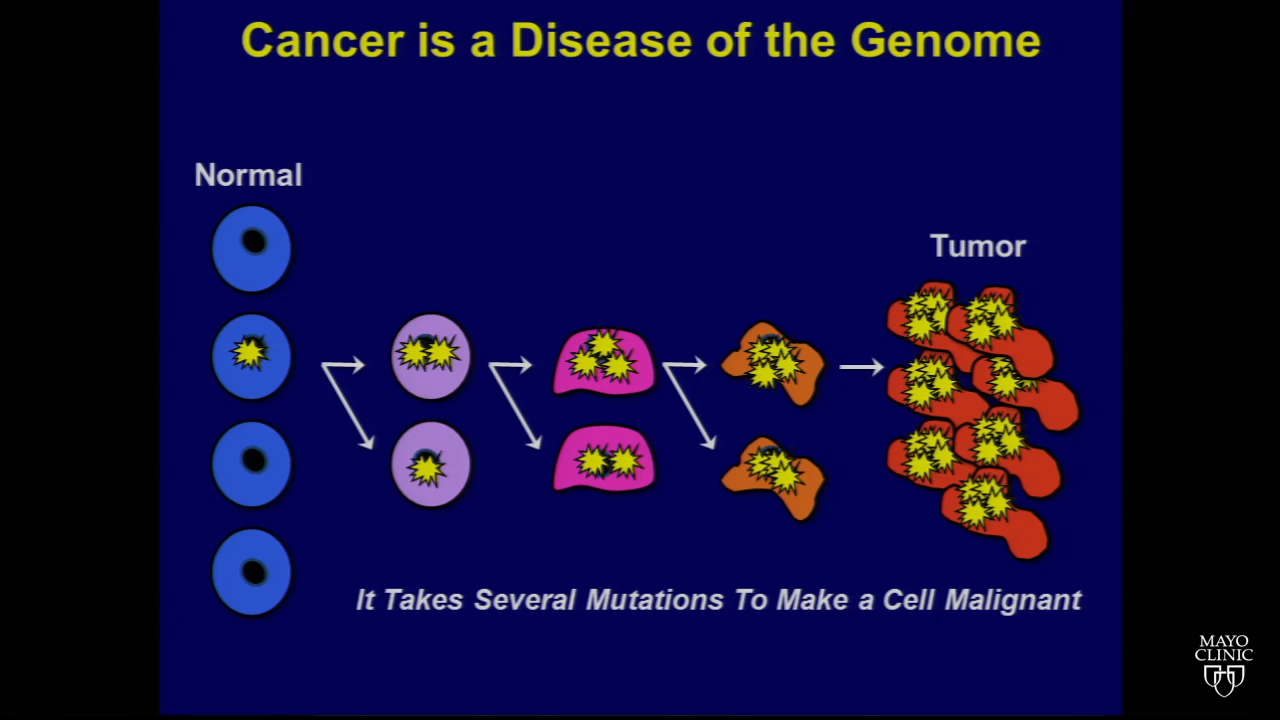 Cancer is a Disease of the Genome
Normal
Tumor
It Takes Several Mutations To Make a Cell Malignant
MAYO
CLINIC